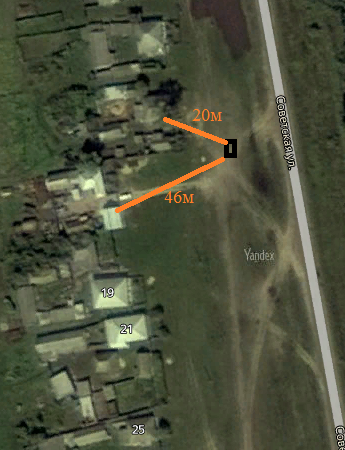 20м
Советская ул.
46м
Yandex
19
21
25
Сов